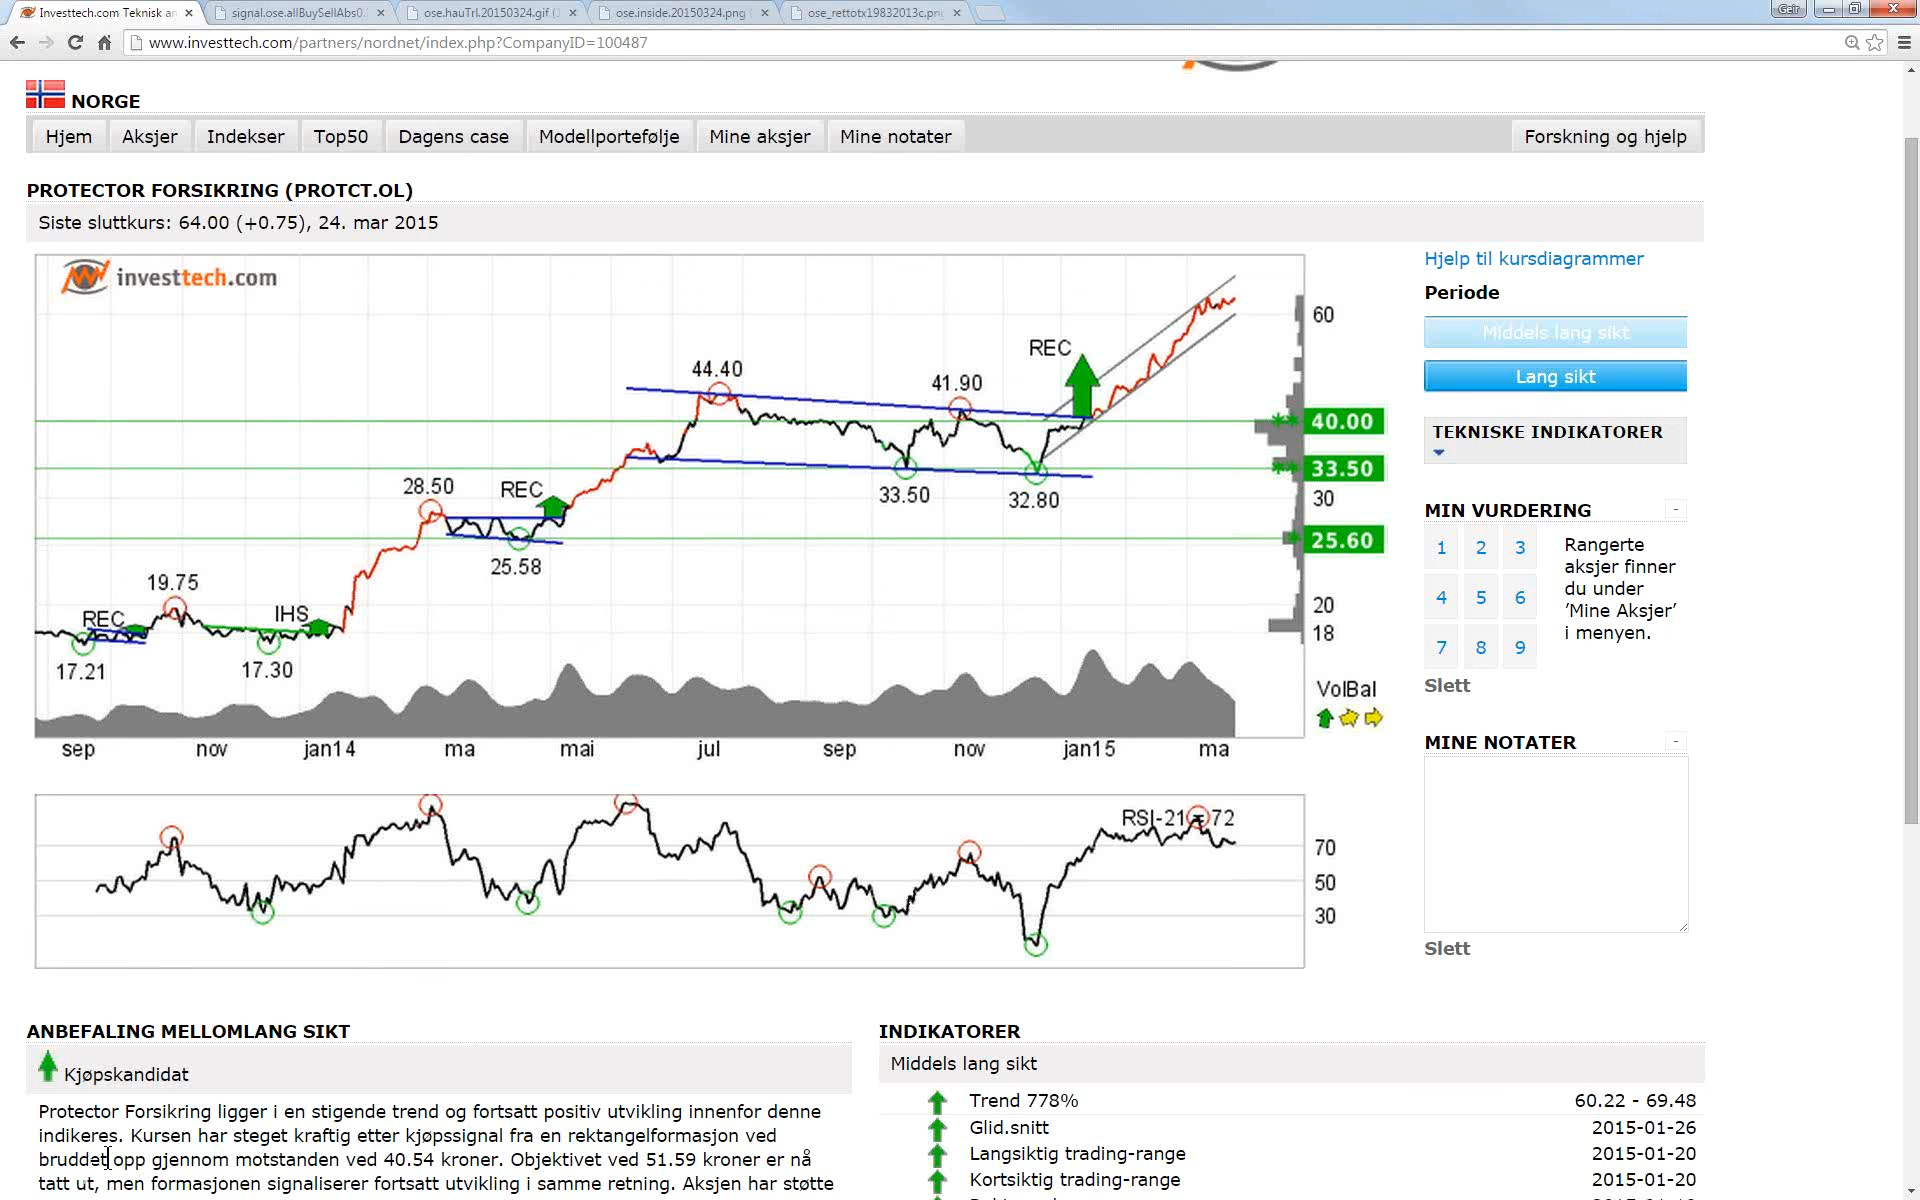 Investtech.com Teknisk an
signal.ose.allBuySellAbs0.
ose.hauTrl.20150324.gif (1
ose.inside.20150324.png (
ose_rettotx19832013c.png
Geir
www.investtech.com/partners/nordnet/index.php?CompanyID=100487
NORGE
Hjem
Aksjer
Indekser
Top50
Dagens case
Modellportefølje
Mine aksjer
Mine notater
Forskning og hjelp
PROTECTOR FORSIKRING (PROTCT.OL)
Siste sluttkurs: 64.00 (+0.75), 24. mar 2015
investtech.com
60
REC
44.40
41.90
40.00
33.50
33.50
32.80
30
28.50
REC
25.60
25.58
20
19.75
18
REC
IHS
17.21
17.30
VolBal
sep
nov
jan14
ma
mai
jul
sep
nov
jan15
ma
RSI-21 = 72
70
50
30
Hjelp til kursdiagrammer
Periode
Middels lang sikt
Lang sikt
TEKNISKE INDIKATORER
MIN VURDERING
-
1 2 3
4 5 6
7 8 9
Rangerte
aksjer finner
du under
’Mine Aksjer’
i menyen.
Slett
MINE NOTATER
-
Slett
ANBEFALING MELLOMLANG SIKT
Kjøpskandidat
Protector Forsikring ligger i en stigende trend og fortsatt positiv utvikling innenfor denne
indikeres. Kursen har steget kraftig etter kjøpssignal fra en rektangelformasjon ved
bruddet opp gjennom motstanden ved 40.54 kroner. Objektivet ved 51.59 kroner er nå
tatt ut, men formasjonen signaliserer fortsatt utvikling i samme retning. Aksjen har støtte
INDIKATORER
Middels lang sikt
Trend 778% 60.22 - 69.48
Glid.snitt 2015-01-26
Langsiktig trading-range 2015-01-20
Kortsiktig trading-range 2015-01-20